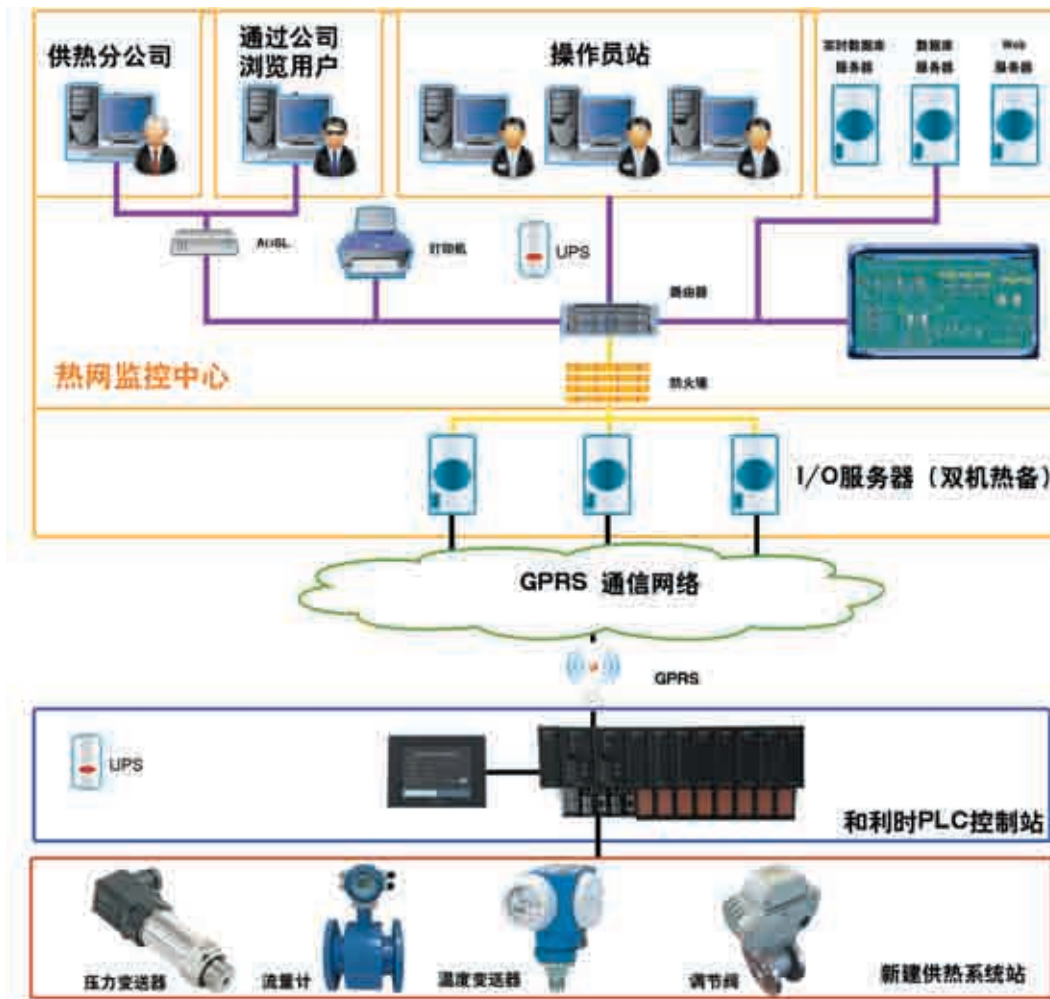 供热分公司
通过公司
浏览用户
操作员站
实时数据库
服务器
数据库
服务器
Web
服务器
ADSL
打印机
UPS
路由器
热网监控中心
防火墙
I/O服务器（双机热备）
GPRS 通信网络
GPRS
UPS
和利时PLC控制站
压力变送器
流量计
温度变送器
调节阀
新建供热系统站